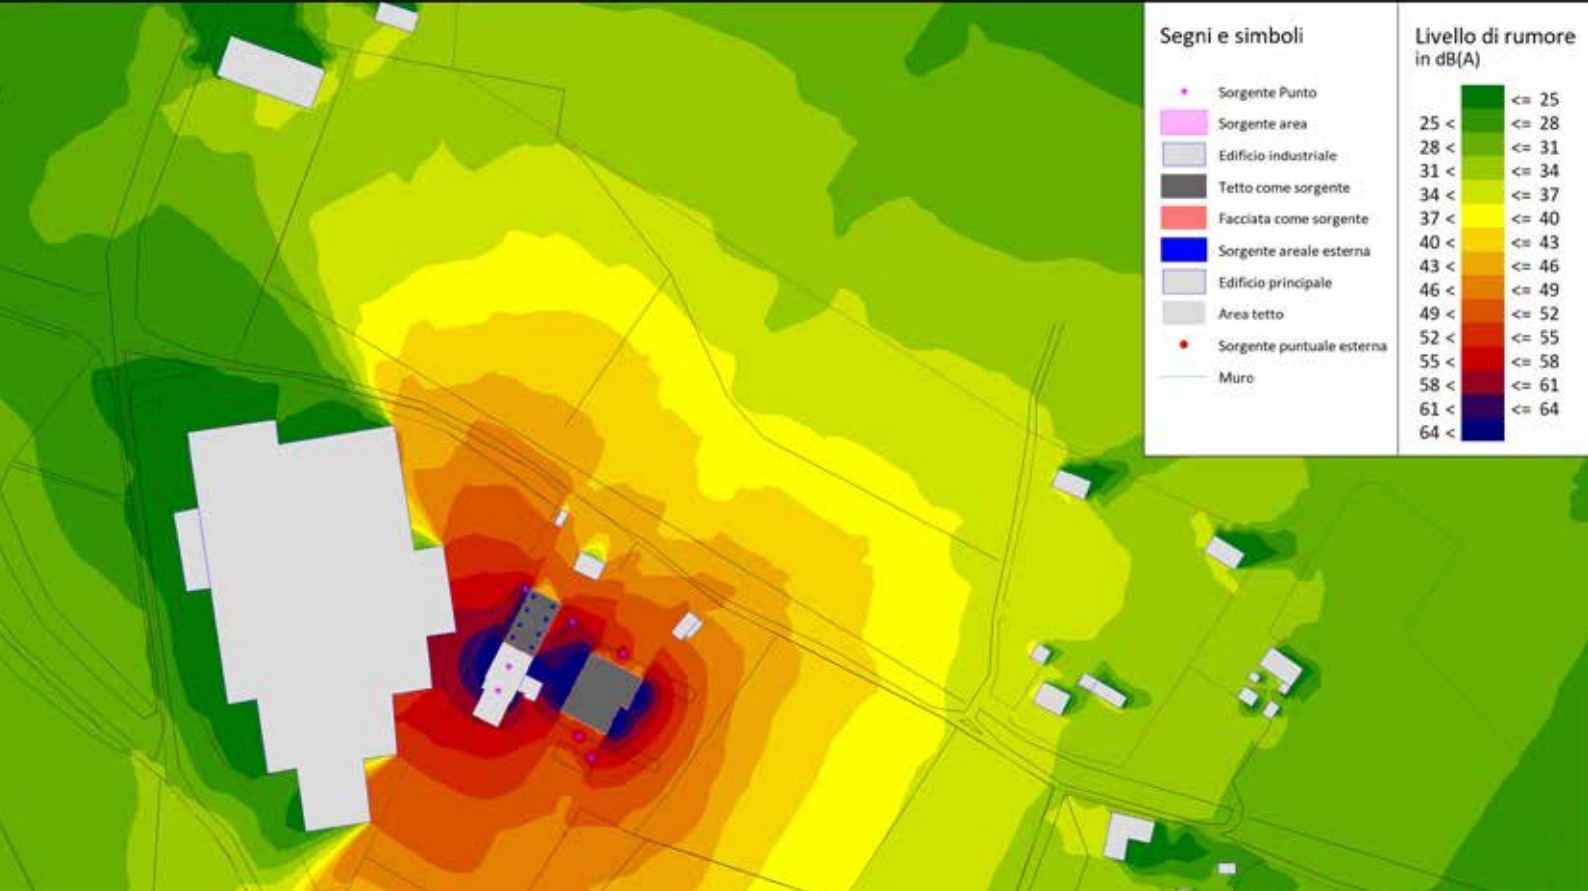 Segni e simboli
Sorgente Punto
Sorgente area
Edificio industriale
Tetto come sorgente
Facciata come sorgente
Sorgente areale esterna
Edificio principale
Area tetto
Sorgente puntuale esterna
Muro
Livello di rumore
in dB(A)
<= 25
25 < <= 28
28 < <= 31
31 < <= 34
34 < <= 37
37 < <= 40
40 < <= 43
43 < <= 46
46 < <= 49
49 < <= 52
52 < <= 55
55 < <= 58
58 < <= 61
61 < <= 64
64 <